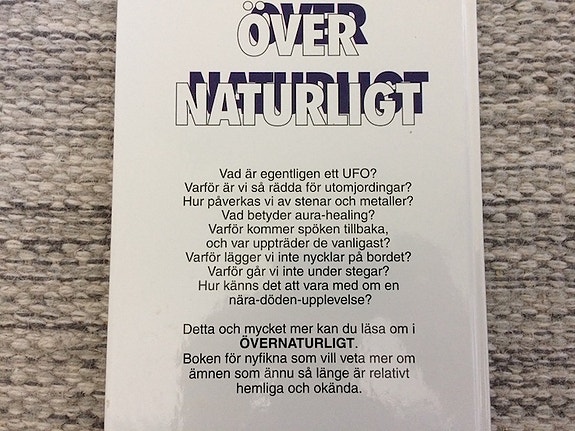 ÖVER
NATURLIGT
Vad är egentligen ett UFO?
Varför är vi så rädda för utomjordingar?
Hur påverkas vi av stenar och metaller?
Vad betyder aura-healing?
Varför kommer spöken tillbaka,
och var uppträder de vanligast?
Varför lägger vi inte nycklar på bordet?
Varför går vi inte under stegar?
Hur känns det att vara med om en
nära-döden-upplevelse?
Detta och mycket mer kan du läsa om i
ÖVERNATURLIGT.
Boken för nyfikna som vill veta mer om
ämnen som ännu så länge är relativt
hemliga och okända.